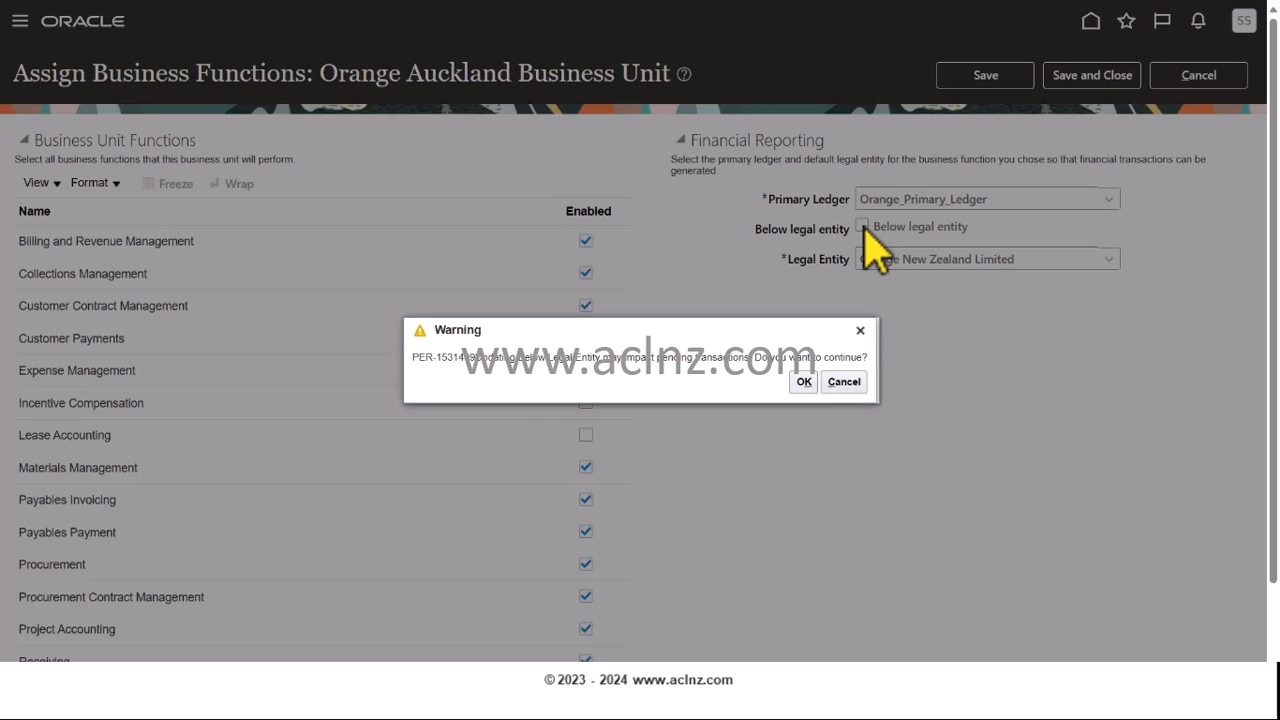 ORACLE
SS
Assign Business Functions: Orange Auckland Business Unit
Save
Save and Close
Cancel
Business Unit Functions
Select all business functions that this business unit will perform.
View
Format
Freeze
Wrap
Name
Enabled
Billing and Revenue Management
Collections Management
Customer Contract Management
Customer Payments
Expense Management
Incentive Compensation
Lease Accounting
Materials Management
Payables Invoicing
Payables Payment
Procurement
Procurement Contract Management
Project Accounting
Receiving
Financial Reporting
Select the primary ledger and default legal entity for the business function you chose so that financial transactions can be
generated.
*Primary Ledger
Orange_Primary_Ledger
Below legal entity
Below legal entity
*Legal Entity
New Zealand Limited
Warning
Updating Below Legal Entity may impact pending transactions. Do you want to continue?
www.aclnz.com
OK
Cancel
© 2023 - 2024 www.aclnz.com